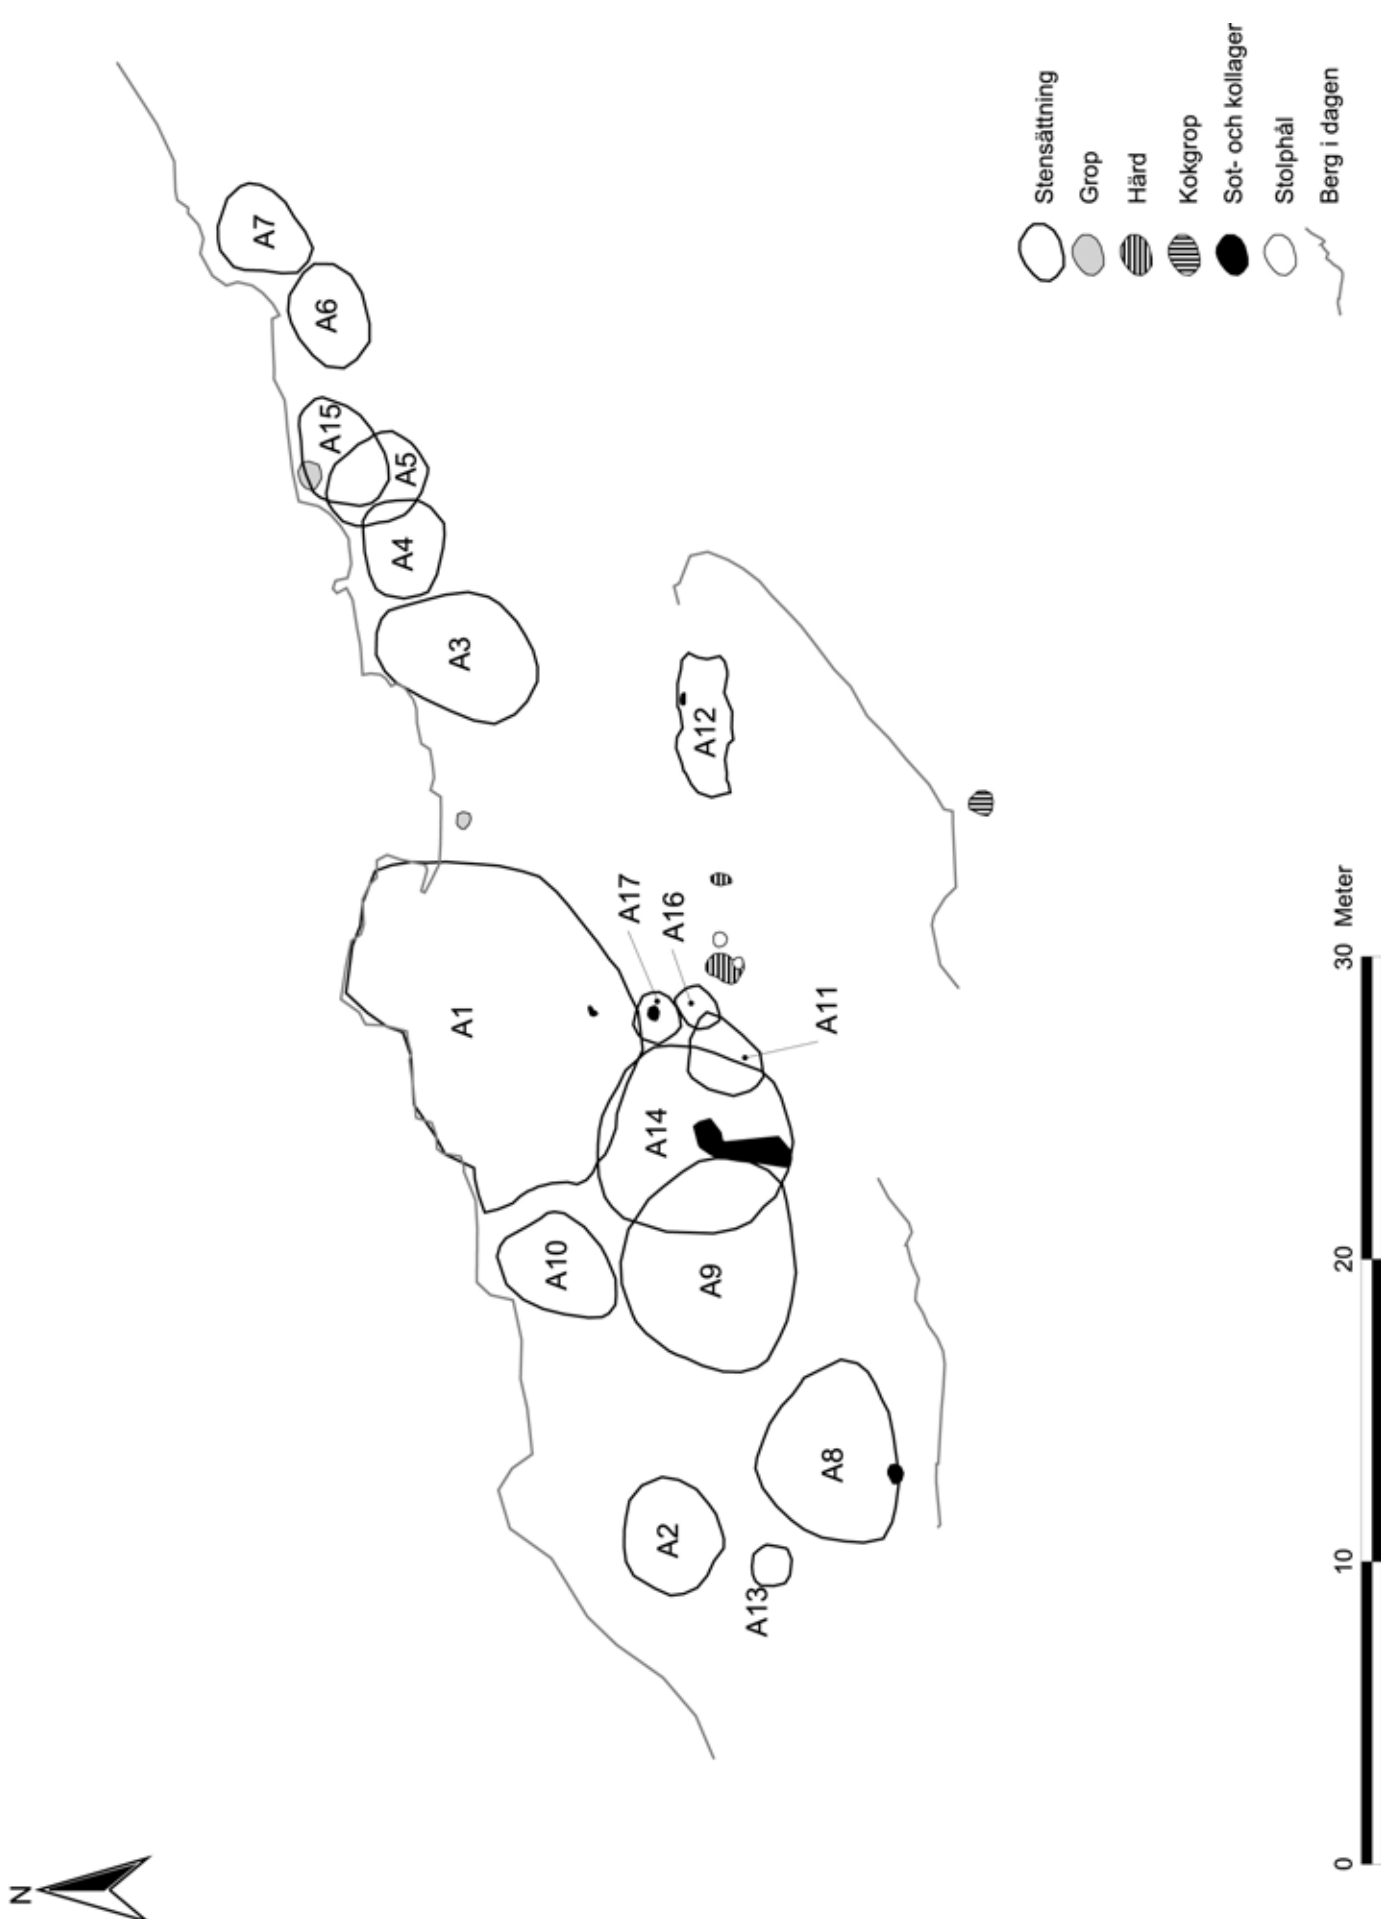 N
A7
A6
A15
A5
A4
A3
A12
A17
A16
A1
A11
A14
A10
A9
A8
A2
A13
Stensättning
Grop
Härd
Kokgrop
Sot- och kollager
Stolphål
Berg i dagen
0 10 20 30 Meter